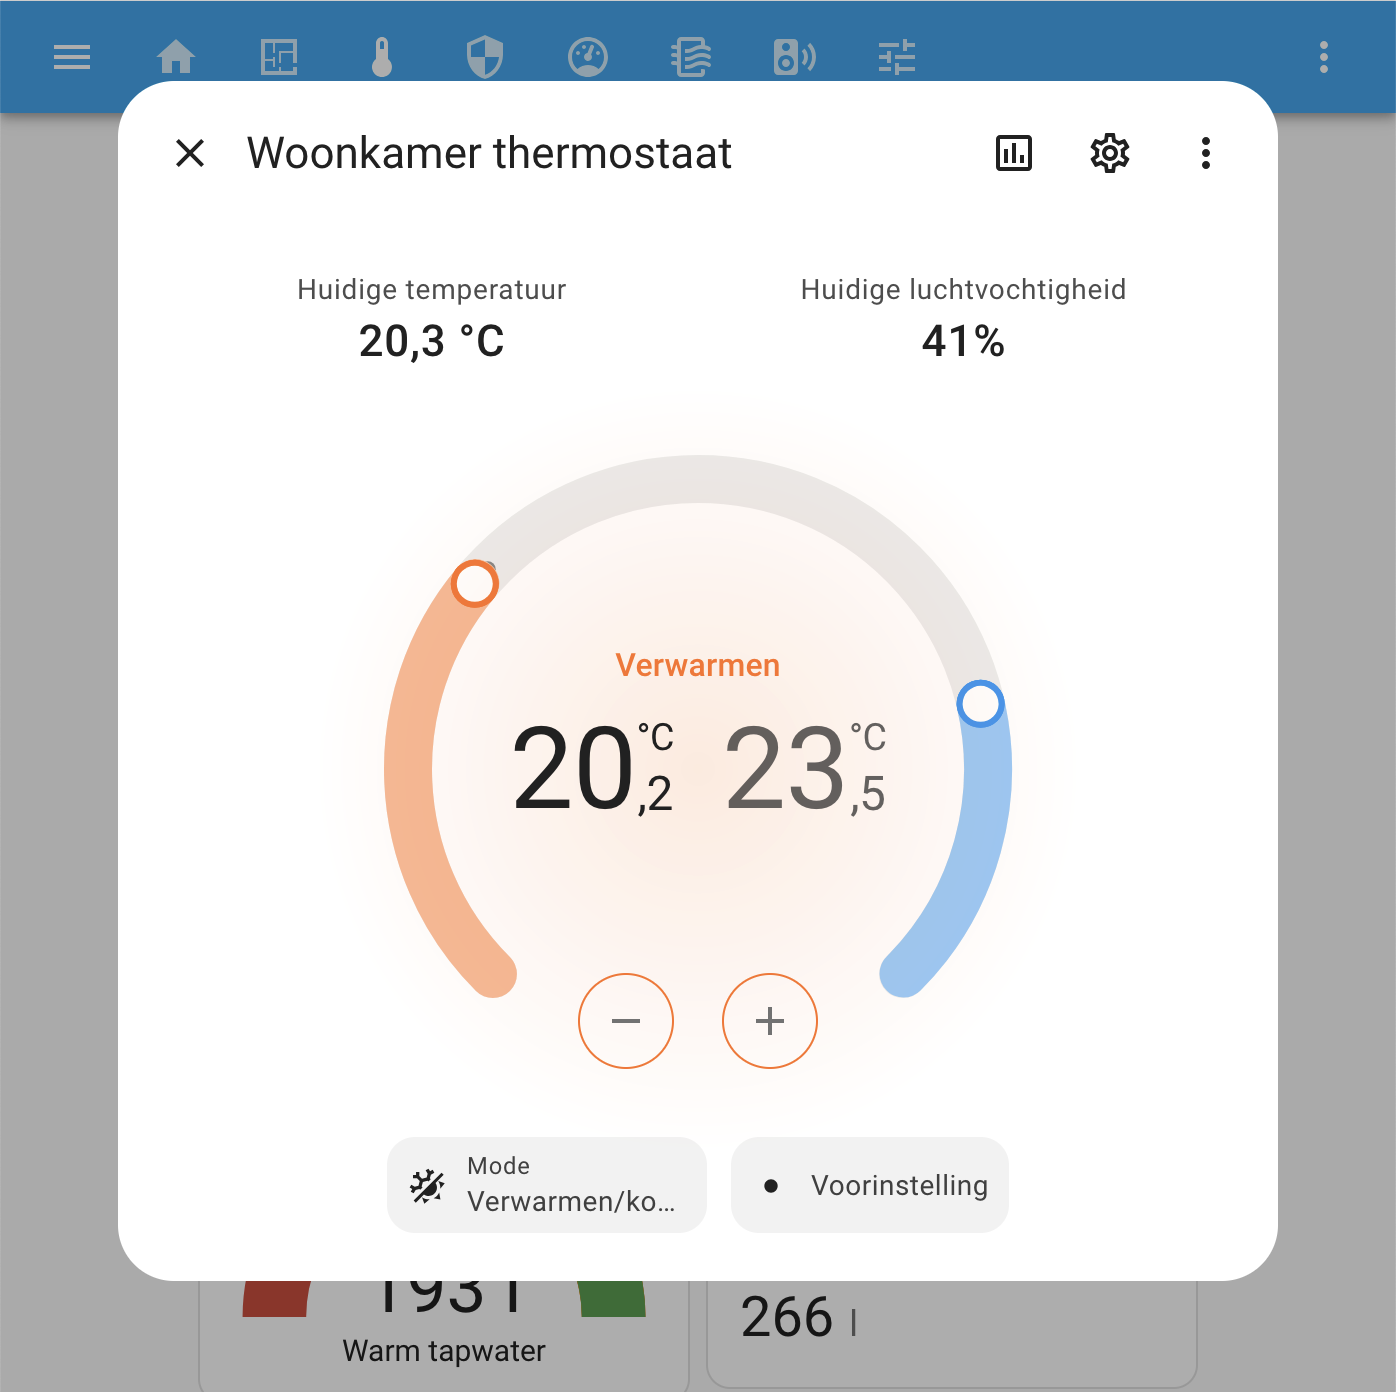 Woonkamer thermostaat
Huidige temperatuur
20,3 °C
Huidige luchtvochtigheid
41%
Verwarmen
20,2 °C
23,5 °C
Mode
Verwarmen/ko...
Voorinstelling
193 l
Warm tapwater
266 l